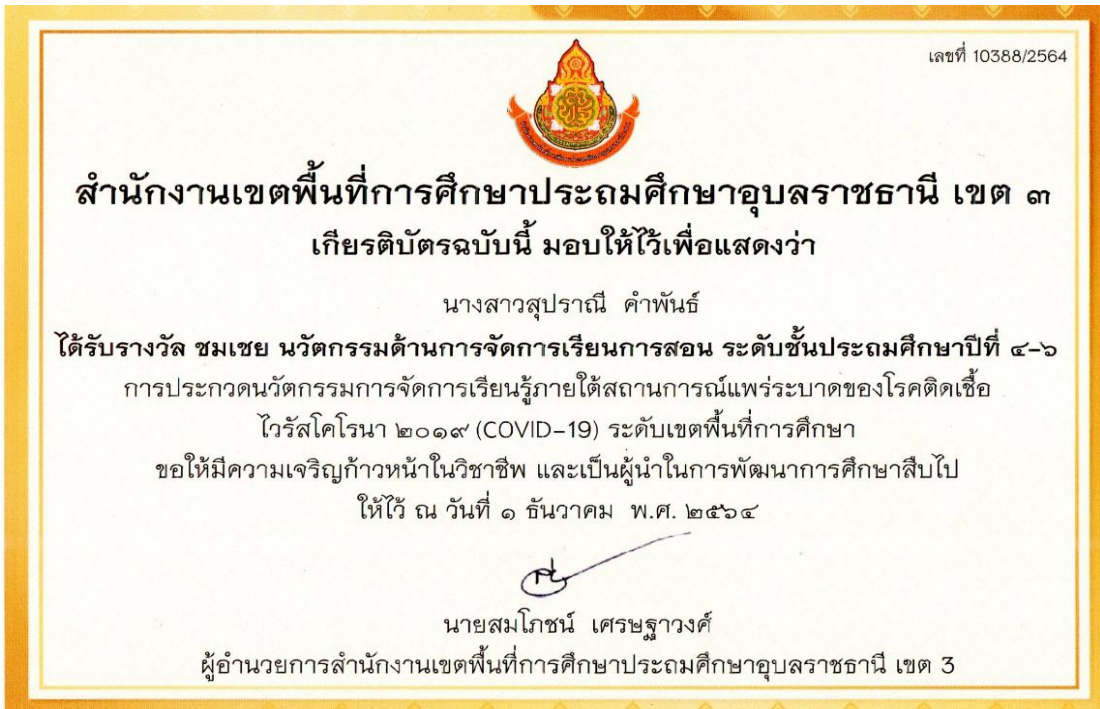 เลขที่ 10388/2564
สำนักงานเขตพื้นที่การศึกษาประถมศึกษาอุบลราชธานี เขต ๓
เกียรติบัตรฉบับนี้ มอบให้ไว้เพื่อแสดงว่า
นางสาวสุปราณี คำพันธ์
ได้รับรางวัล ชมเชย นวัตกรรมด้านการจัดการเรียนการสอน ระดับชั้นประถมศึกษาปีที่ ๔-๖
การประกวดนวัตกรรมการจัดการเรียนรู้ภายใต้สถานการณ์แพร่ระบาดของโรคติดเชื้อ
ไวรัสโคโรนา ๒๐๑๙ (COVID-19) ระดับเขตพื้นที่การศึกษา
ขอให้มีความเจริญก้าวหน้าในวิชาชีพ และเป็นผู้นำในการพัฒนาการศึกษาสืบไป
ให้ไว้ ณ วันที่ ๑ ธันวาคม พ.ศ. ๒๕๖๔
นายสมโภชน์ เศรษฐาวงศ์
ผู้อำนวยการสำนักงานเขตพื้นที่การศึกษาประถมศึกษาอุบลราชธานี เขต 3